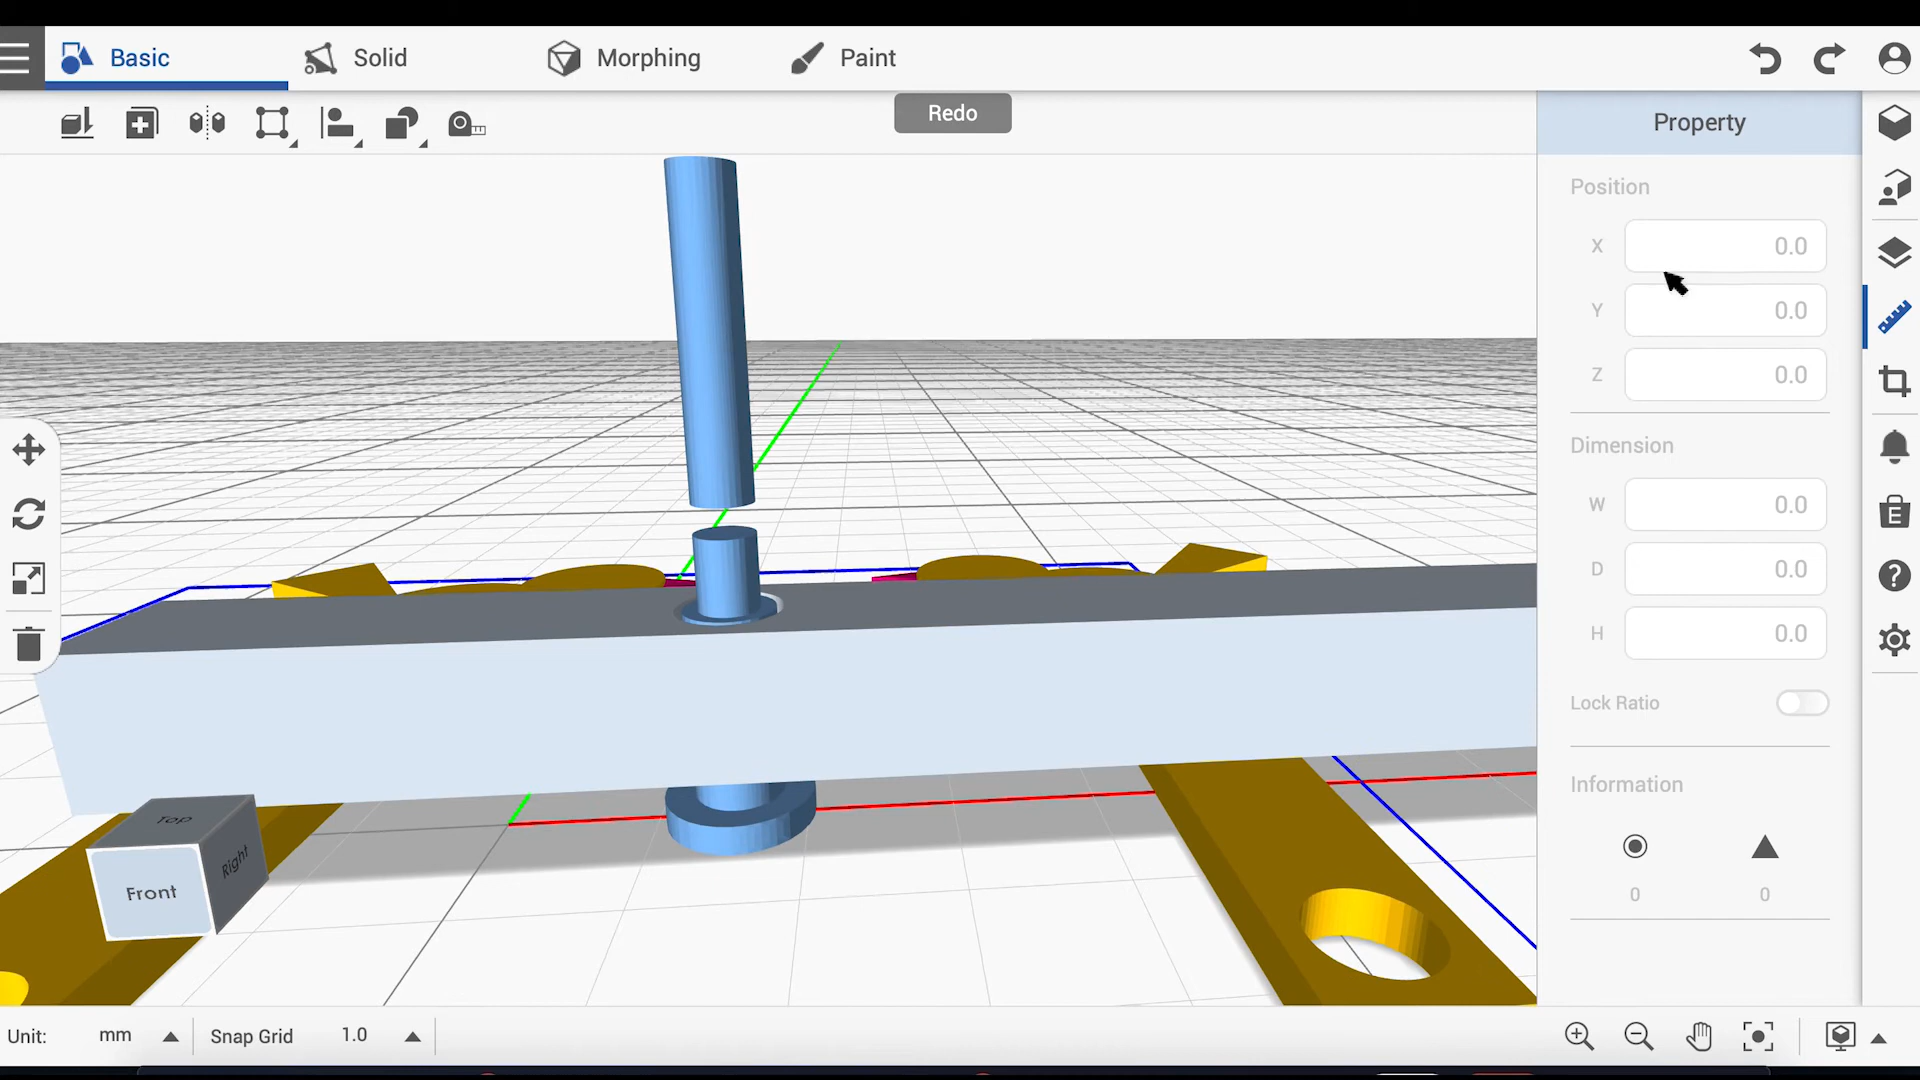 Basic
Solid
Morphing
Paint
Redo
Property
Position
X 0.0
Y 0.0
Z 0.0
Dimension
W 0.0
D 0.0
H 0.0
Lock Ratio
Information
0 0
E
?
Top
Right
Front
Unit: mm
Snap Grid 1.0